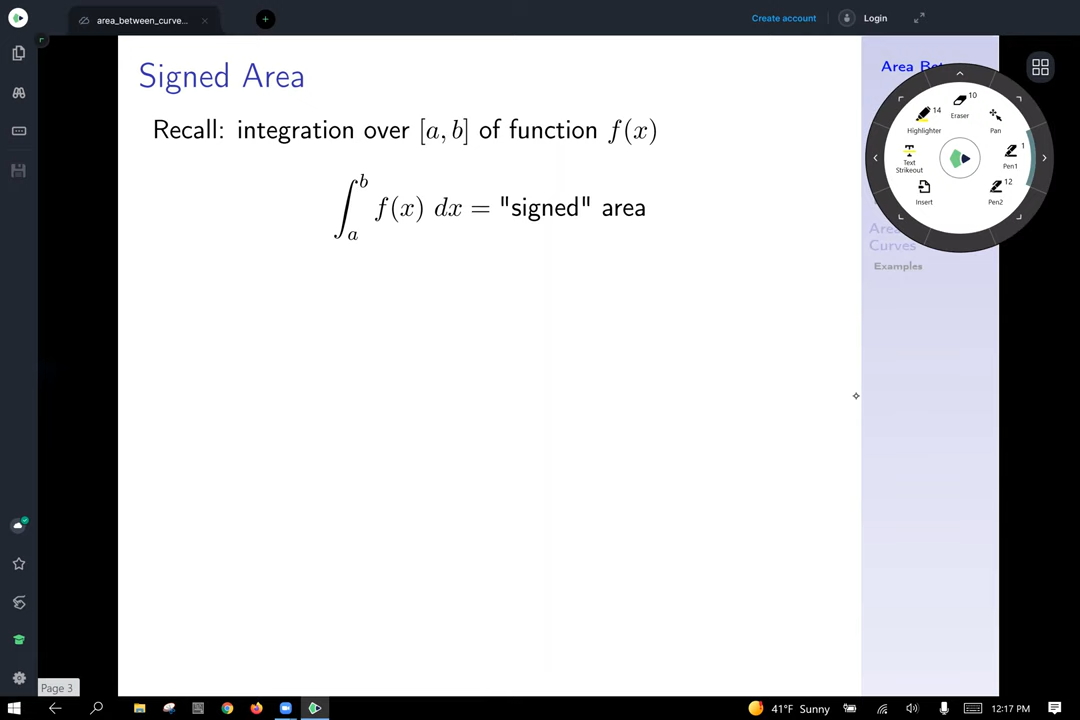 area_between_curve...
Create account
Login
Signed Area
Recall: integration over [a, b] of function f(x)
∫_a^b f(x) dx = "signed" area
Area Bet
Highlighter 14
Eraser 10
Pan
Text Strikeout
Pen1 1
Insert
Pen2 12
Area
Curves
Examples
Page 3
41°F Sunny
12:17 PM